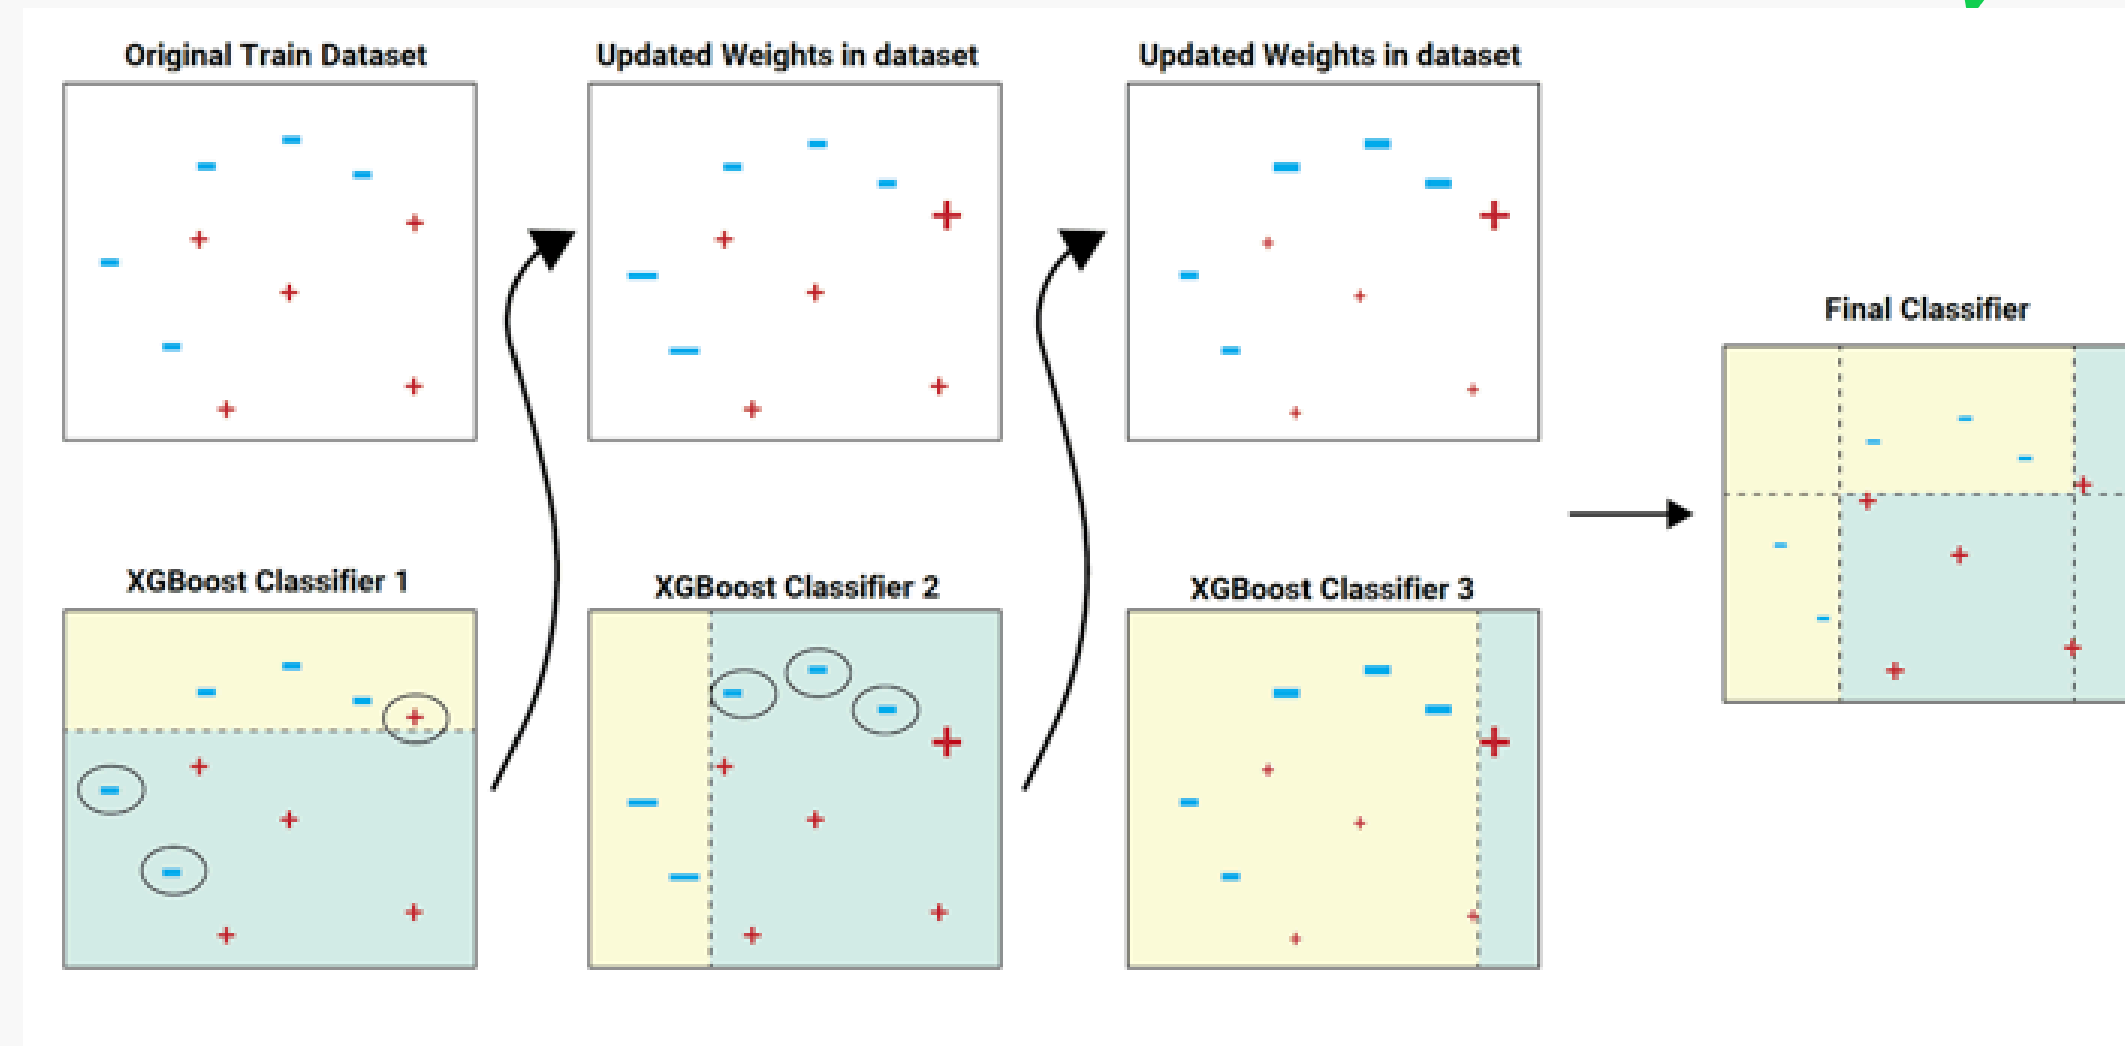 Original Train Dataset
Updated Weights in dataset
Updated Weights in dataset
Final Classifier
XGBoost Classifier 1
XGBoost Classifier 2
XGBoost Classifier 3